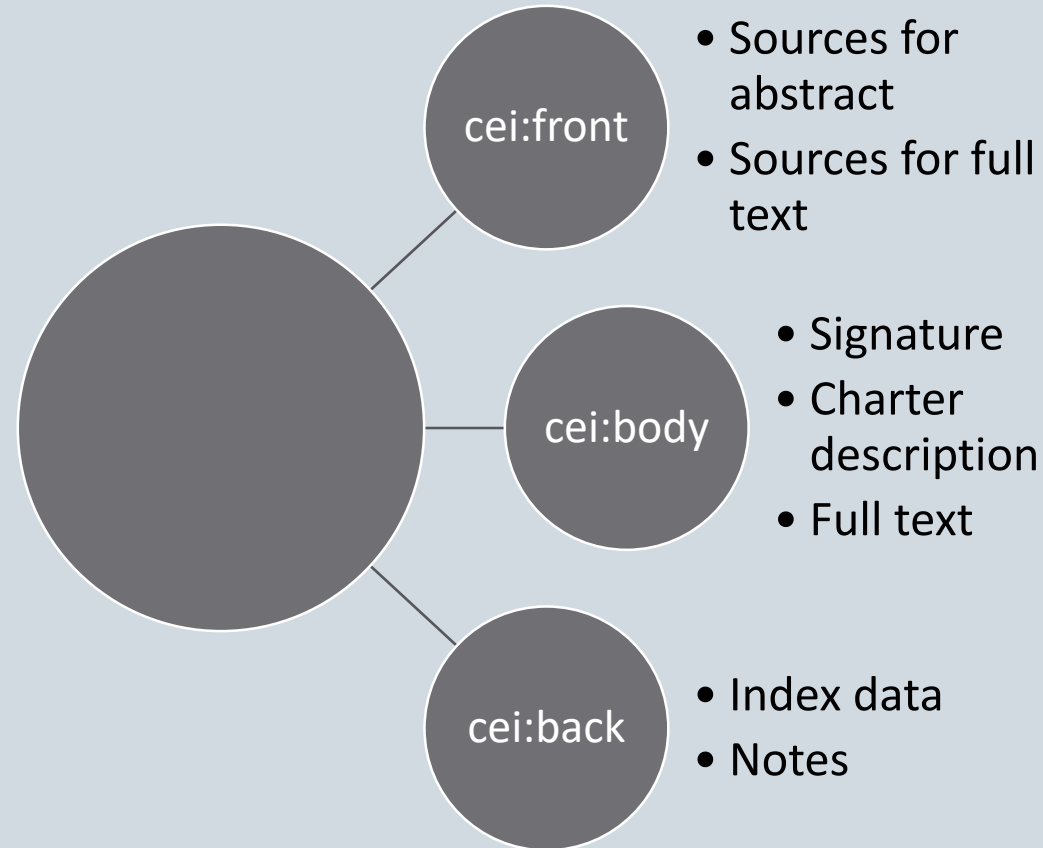 cei:front
• Sources for
abstract
• Sources for full
text
cei:body
• Signature
• Charter
description
• Full text
cei:back
• Index data
• Notes